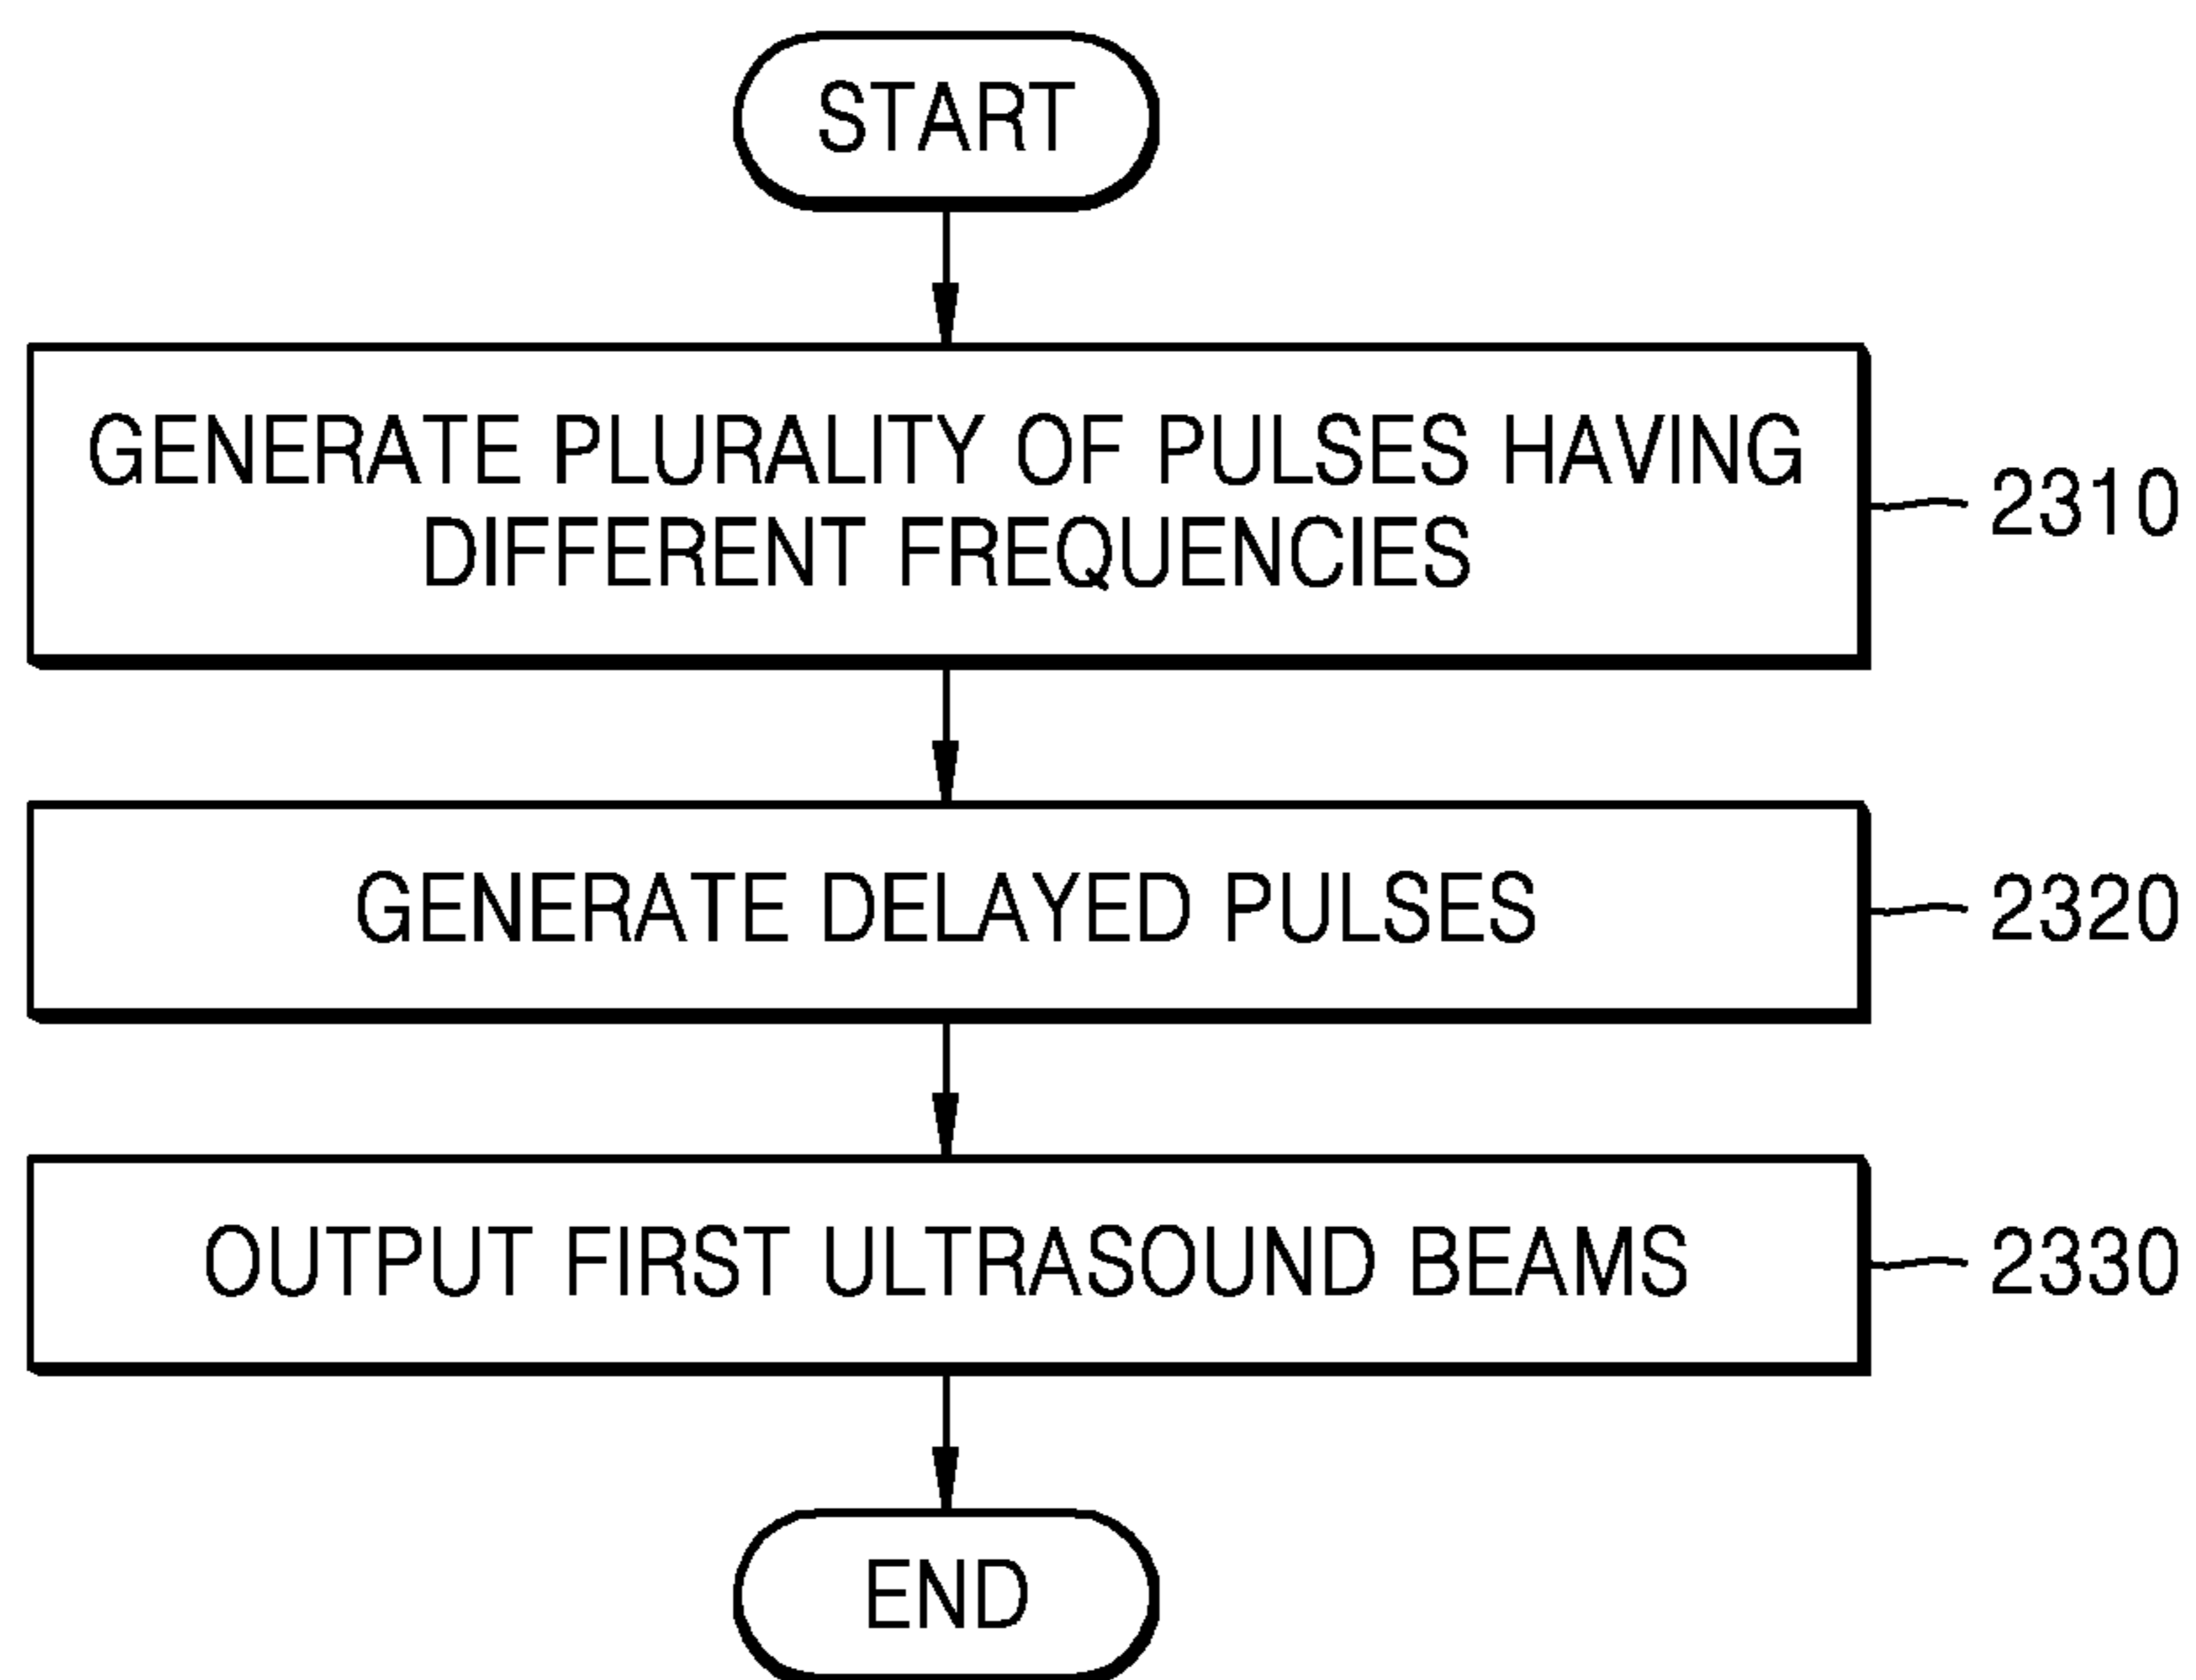 START
GENERATE PLURALITY OF PULSES HAVING
DIFFERENT FREQUENCIES
2310
GENERATE DELAYED PULSES
2320
OUTPUT FIRST ULTRASOUND BEAMS
2330
END